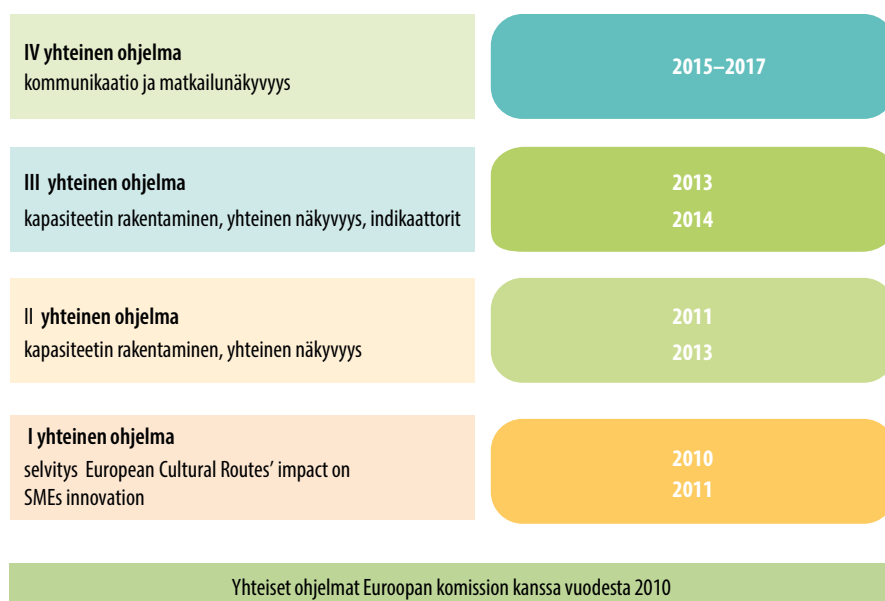 IV yhteinen ohjelma
kommunikaatio ja matkailunäkyvyys
2015–2017
III yhteinen ohjelma
kapasiteetin rakentaminen, yhteinen näkyvyys, indikaattorit
2013
2014
II yhteinen ohjelma
kapasiteetin rakentaminen, yhteinen näkyvyys
2011
2013
I yhteinen ohjelma
selvitys European Cultural Routes’ impact on
SMEs innovation
2010
2011
Yhteiset ohjelmat Euroopan komission kanssa vuodesta 2010